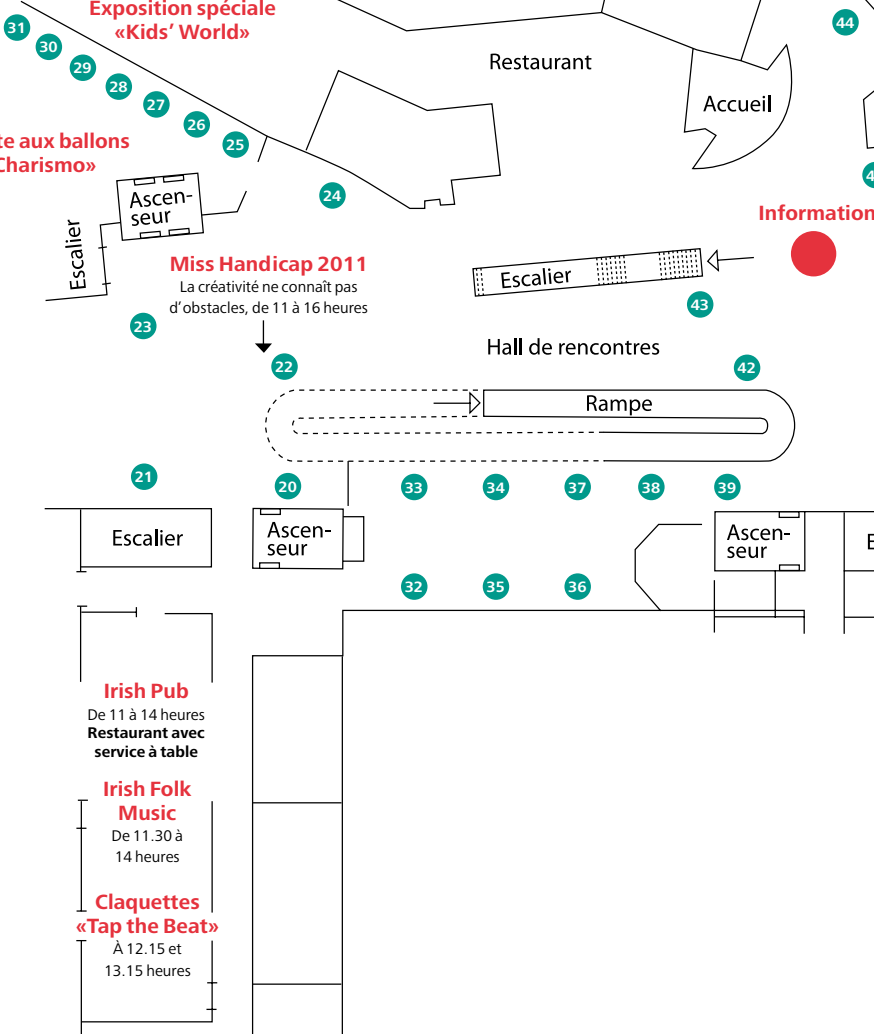 Exposition spéciale
«Kids’ World»
31
30
29
28
27
26
25
24
44
Restaurant
Accueil
te aux ballons
Charismo»
Ascen-
seur
Escalier
Information
Miss Handicap 2011
La créativité ne connaît pas
d’obstacles, de 11 à 16 heures
Escalier
43
23
Hall de rencontres
22
42
Rampe
21
20
33
34
37
38
39
Escalier
Ascen-
seur
Ascen-
seur
E
32
35
36
Irish Pub
De 11 à 14 heures
Restaurant avec
service à table
Irish Folk
Music
De 11.30 à
14 heures
Claquettes
«Tap the Beat»
À 12.15 et
13.15 heures